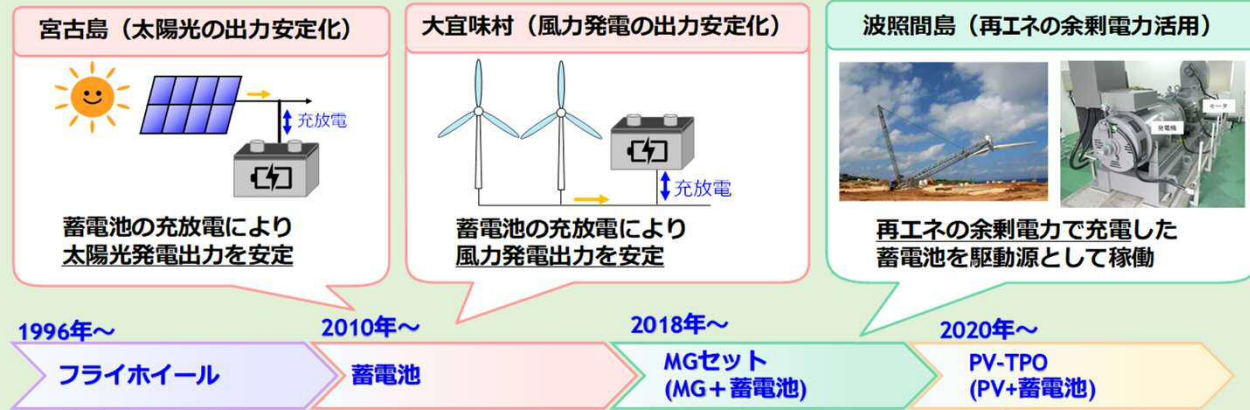 宮古島（太陽光の出力安定化）
充放電
蓄電池の充放電により
太陽光発電出力を安定
大宜味村（風力発電の出力安定化）
充放電
蓄電池の充放電により
風力発電出力を安定
波照間島（再エネの余剰電力活用）
発電機
モータ
再エネの余剰電力で充電した
蓄電池を駆動源として稼働
1996年～
フライホイール
2010年～
蓄電池
2018年～
MGセット
(MG＋蓄電池)
2020年～
PV-TPO
(PV+蓄電池)